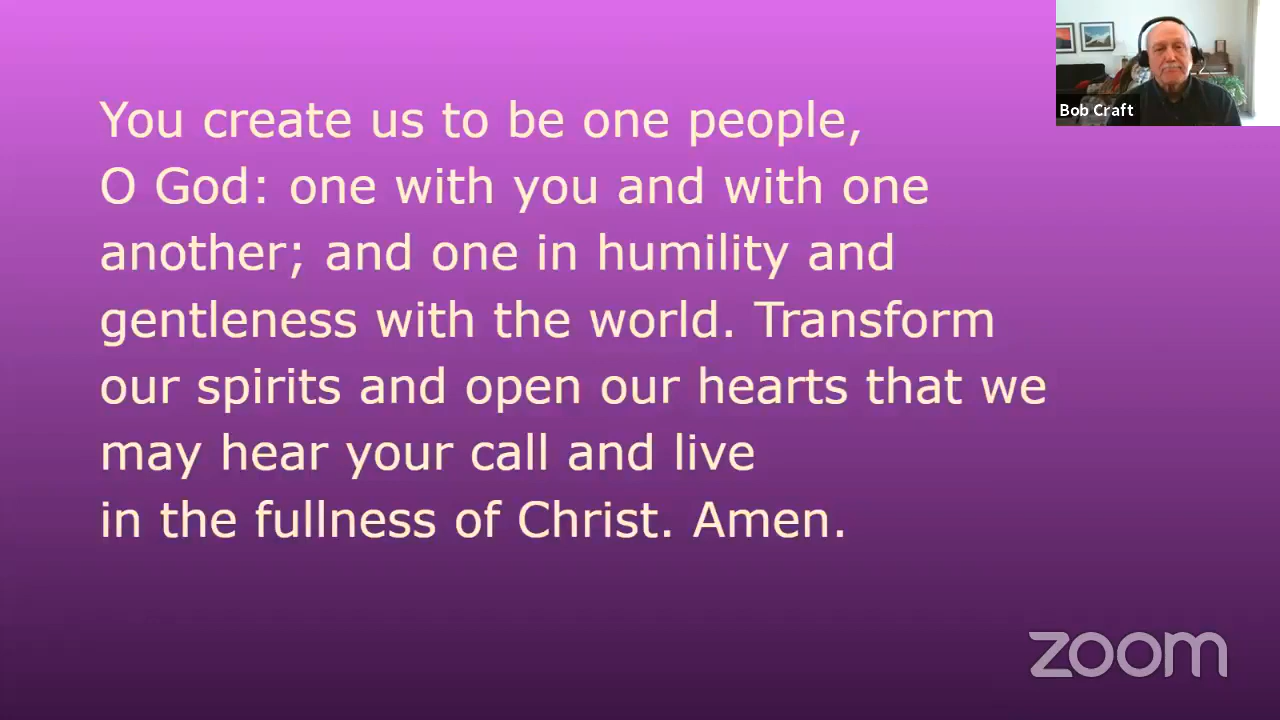 You create us to be one people,
O God: one with you and with one
another; and one in humility and
gentleness with the world. Transform
our spirits and open our hearts that we
may hear your call and live
in the fullness of Christ. Amen.
Bob Craft
zoom